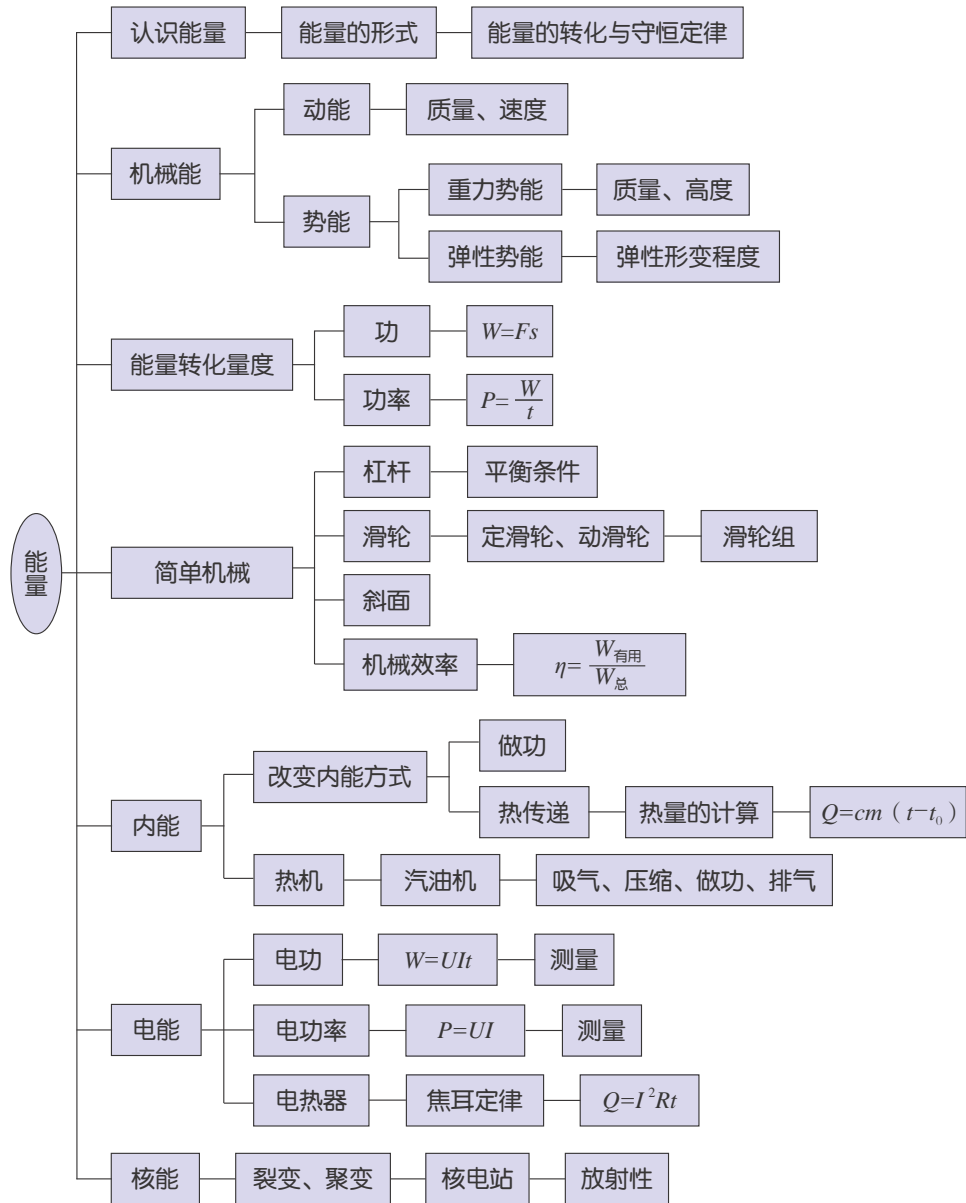 认识能量 能量的形式 能量的转化与守恒定律
动能 质量、速度
机械能
重力势能 质量、高度
势能
弹性势能 弹性形变程度
功 W=Fs
能量转化量度
功率 P=W/t
杠杆 平衡条件
滑轮 定滑轮、动滑轮 滑轮组
能量
简单机械
斜面
机械效率 η=W有用/W总
做功
改变内能方式
热传递 热量的计算 Q=cm（t-t₀）
内能
热机 汽油机 吸气、压缩、做功、排气
电功 W=UIt 测量
电能 电功率 P=UI 测量
电热器 焦耳定律 Q=I²Rt
核能 裂变、聚变 核电站 放射性